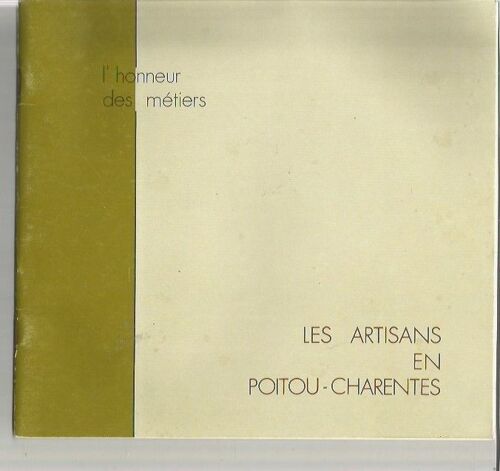 l'honneur
des métiers
LES ARTISANS
EN
POITOU-CHARENTES